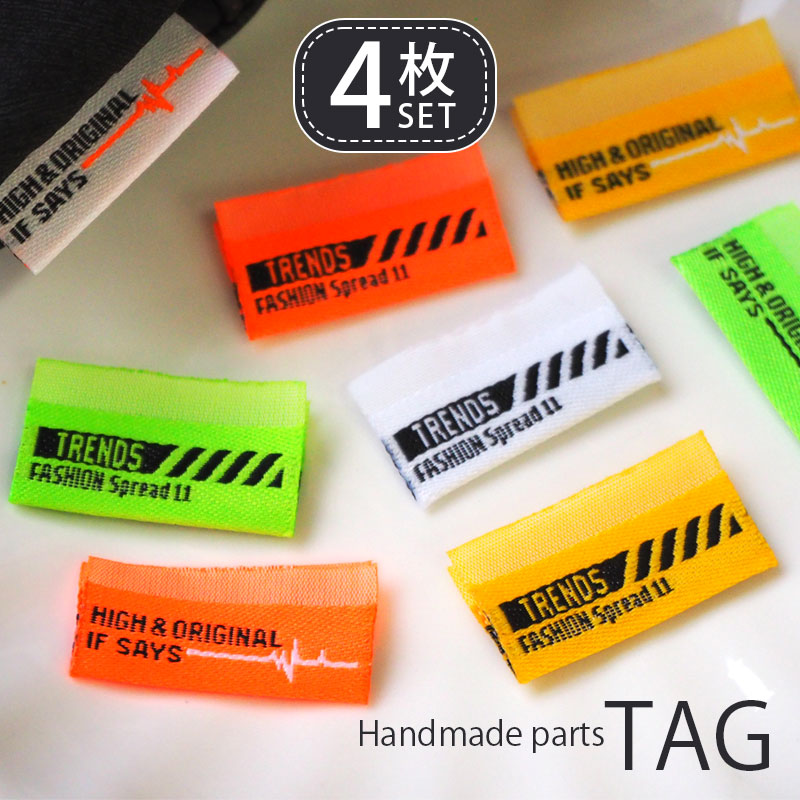 4枚
SET
HIGH & ORIGINAL
IF SAYS
HIGH & ORIGINAL
IF SAYS
TRENDS
FASHION Spread 11
HIGH & ORIGINAL
IF SAYS
TRENDS
FASHION Spread 11
TRENDS
FASHION Spread 11
TRENDS
FASHION Spread 11
HIGH & ORIGINAL
IF SAYS
Handmade parts TAG